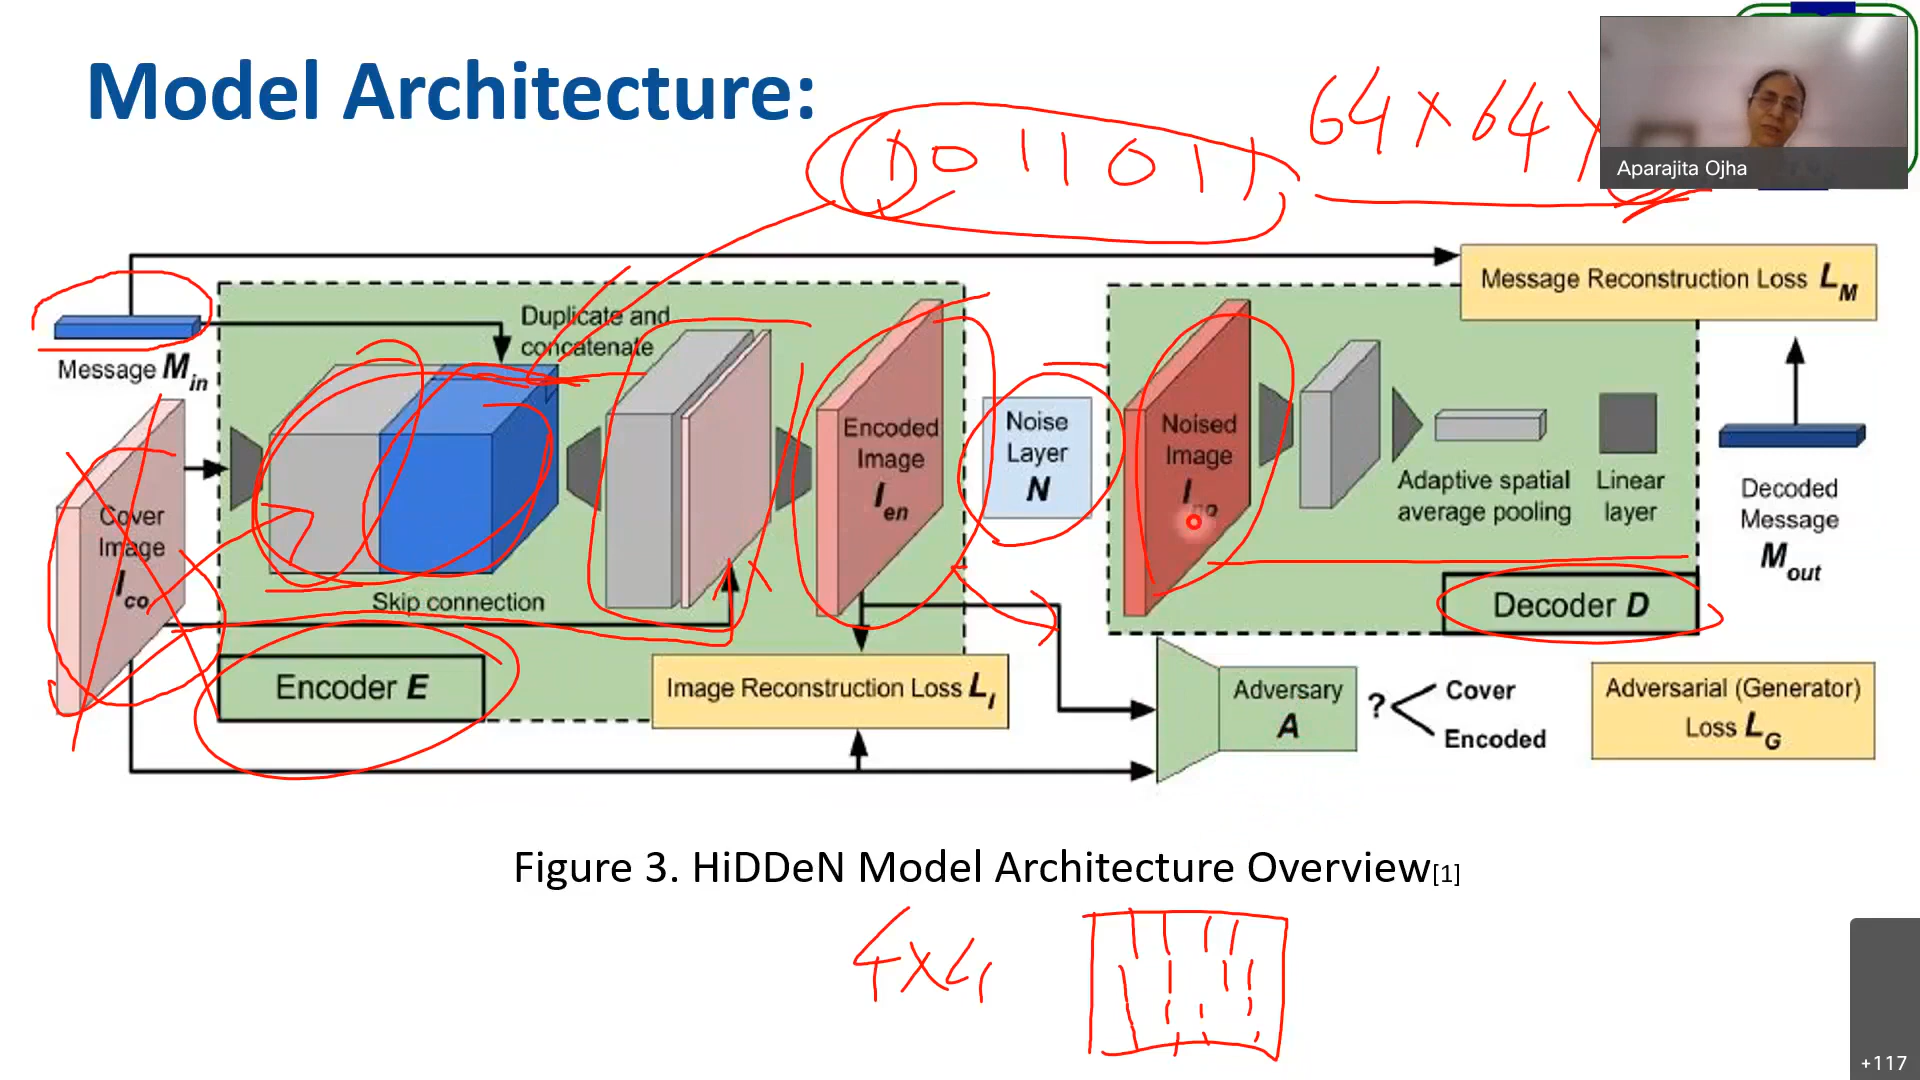 Model Architecture:
1 0 1 1 0 1 1
64 x 64 x
Aparajita Ojha
Message Reconstruction Loss L_M
Duplicate and
concatenate
Message M_in
Cover
Image
I_co
Skip connection
Encoder E
Encoded
Image
I_en
Noise
Layer
N
Noised
Image
Adaptive spatial
average pooling
Linear
layer
Decoder D
Decoded
Message
M_out
Image Reconstruction Loss L_I
Adversary
A
?
Cover
Encoded
Adversarial (Generator)
Loss L_G
Figure 3. HiDDeN Model Architecture Overview[1]
4x4
+117